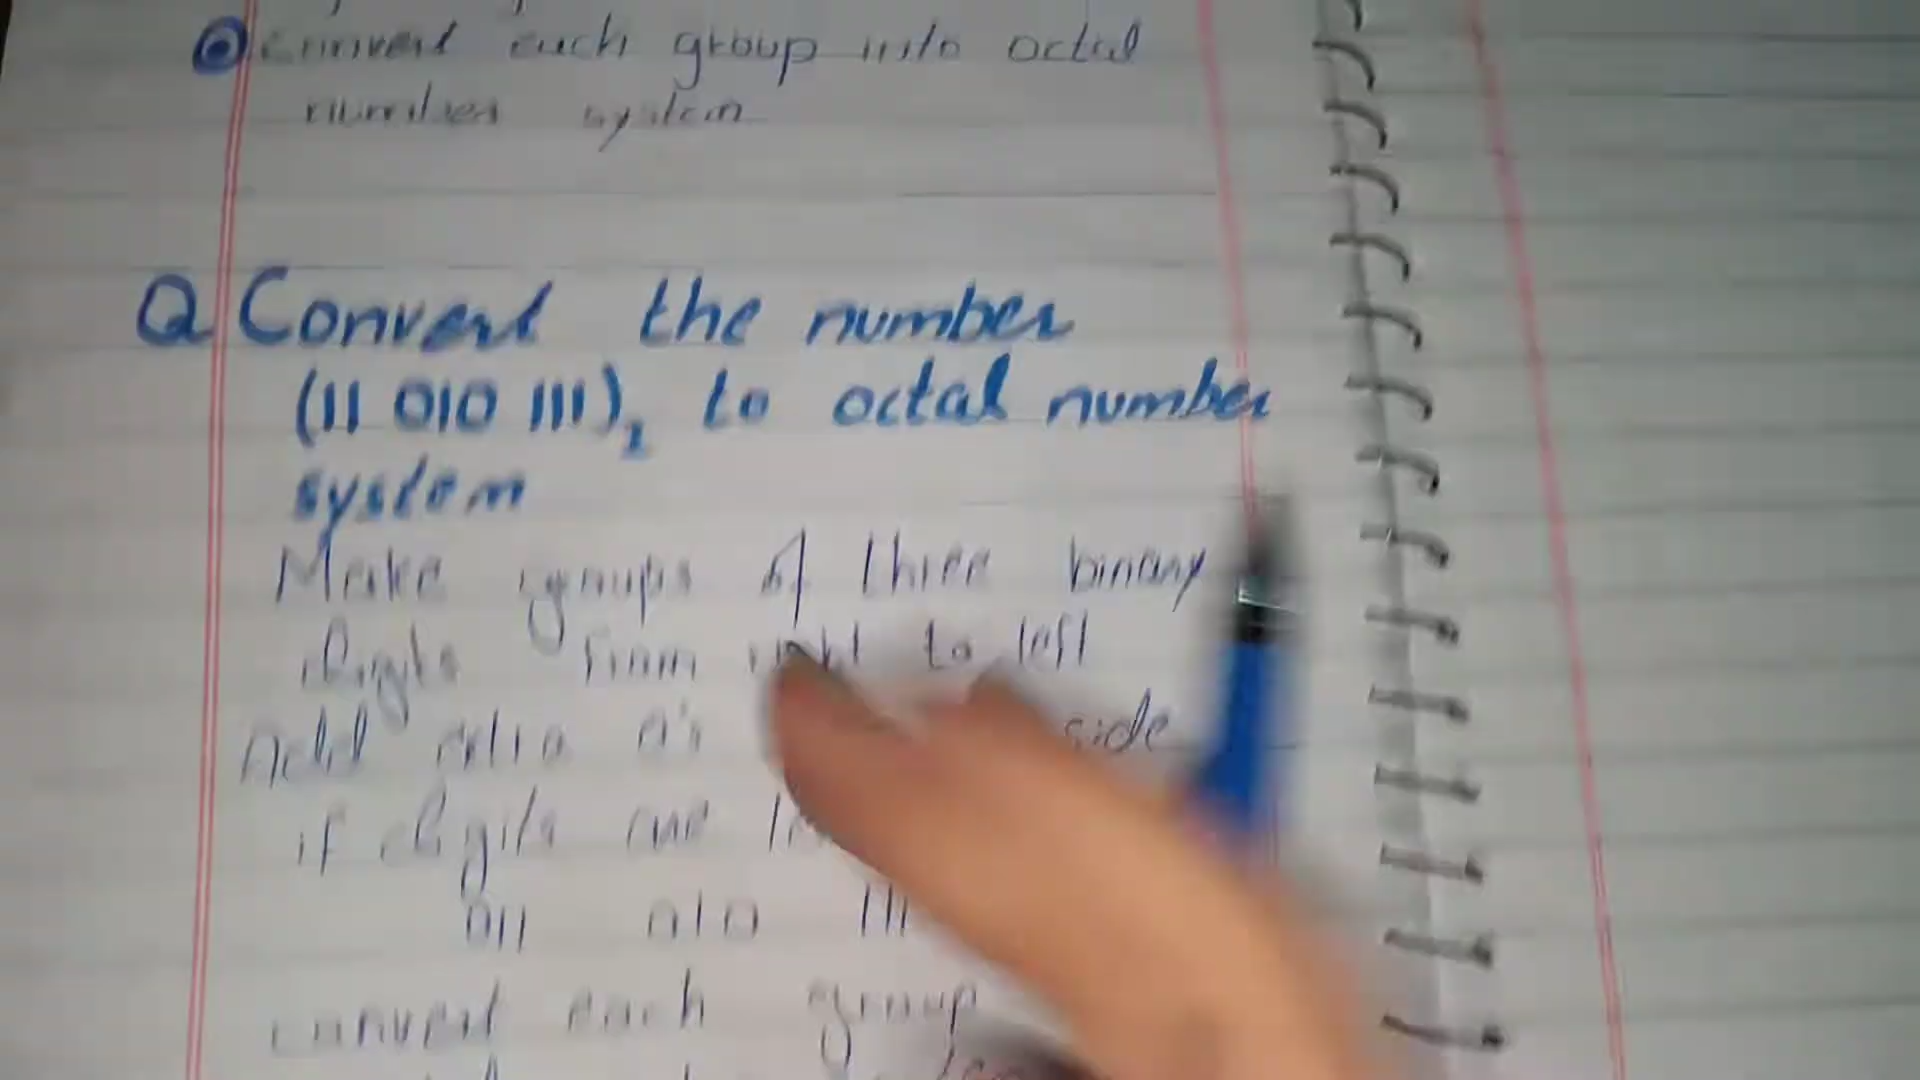 convert each group into octal
number system
Q Convert the number
(11 010 111)₂ to octal number
system
Make groups of three binary
digits from right to left
Add extra 0's side
if digits are
011 010 111
convert each group